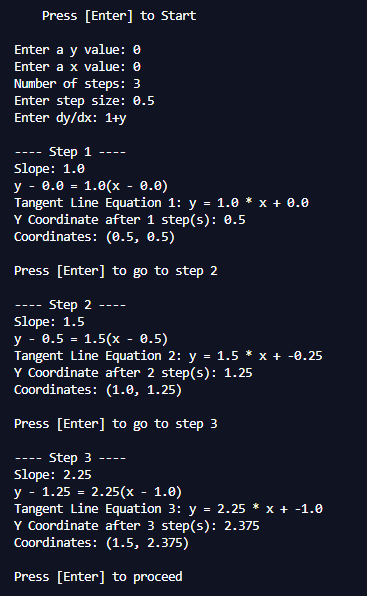 Press [Enter] to Start
Enter a y value: 0
Enter a x value: 0
Number of steps: 3
Enter step size: 0.5
Enter dy/dx: 1+y
---- Step 1 ----
Slope: 1.0
y - 0.0 = 1.0(x - 0.0)
Tangent Line Equation 1: y = 1.0 * x + 0.0
Y Coordinate after 1 step(s): 0.5
Coordinates: (0.5, 0.5)
Press [Enter] to go to step 2
---- Step 2 ----
Slope: 1.5
y - 0.5 = 1.5(x - 0.5)
Tangent Line Equation 2: y = 1.5 * x + -0.25
Y Coordinate after 2 step(s): 1.25
Coordinates: (1.0, 1.25)
Press [Enter] to go to step 3
---- Step 3 ----
Slope: 2.25
y - 1.25 = 2.25(x - 1.0)
Tangent Line Equation 3: y = 2.25 * x + -1.0
Y Coordinate after 3 step(s): 2.375
Coordinates: (1.5, 2.375)
Press [Enter] to proceed